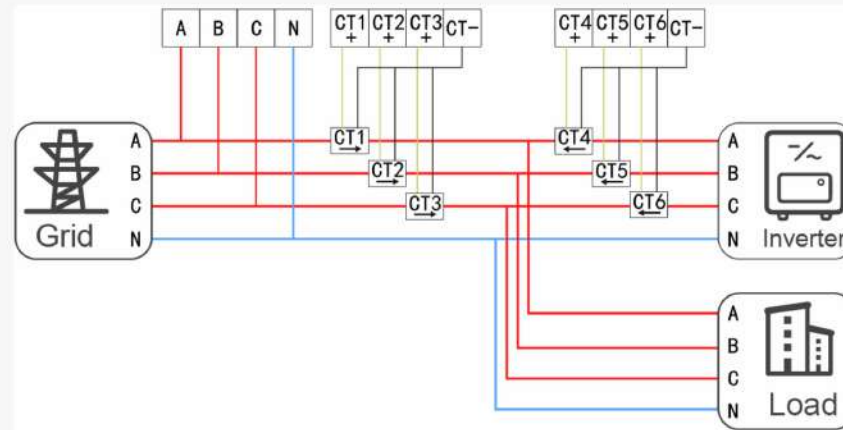 A B C N
CT1 + CT2 + CT3 + CT-
CT4 + CT5 + CT6 + CT-
A CT1 CT4 A
B CT2 CT5 B
C CT3 CT6 C
Grid N N Inverter
A
B
C
N Load